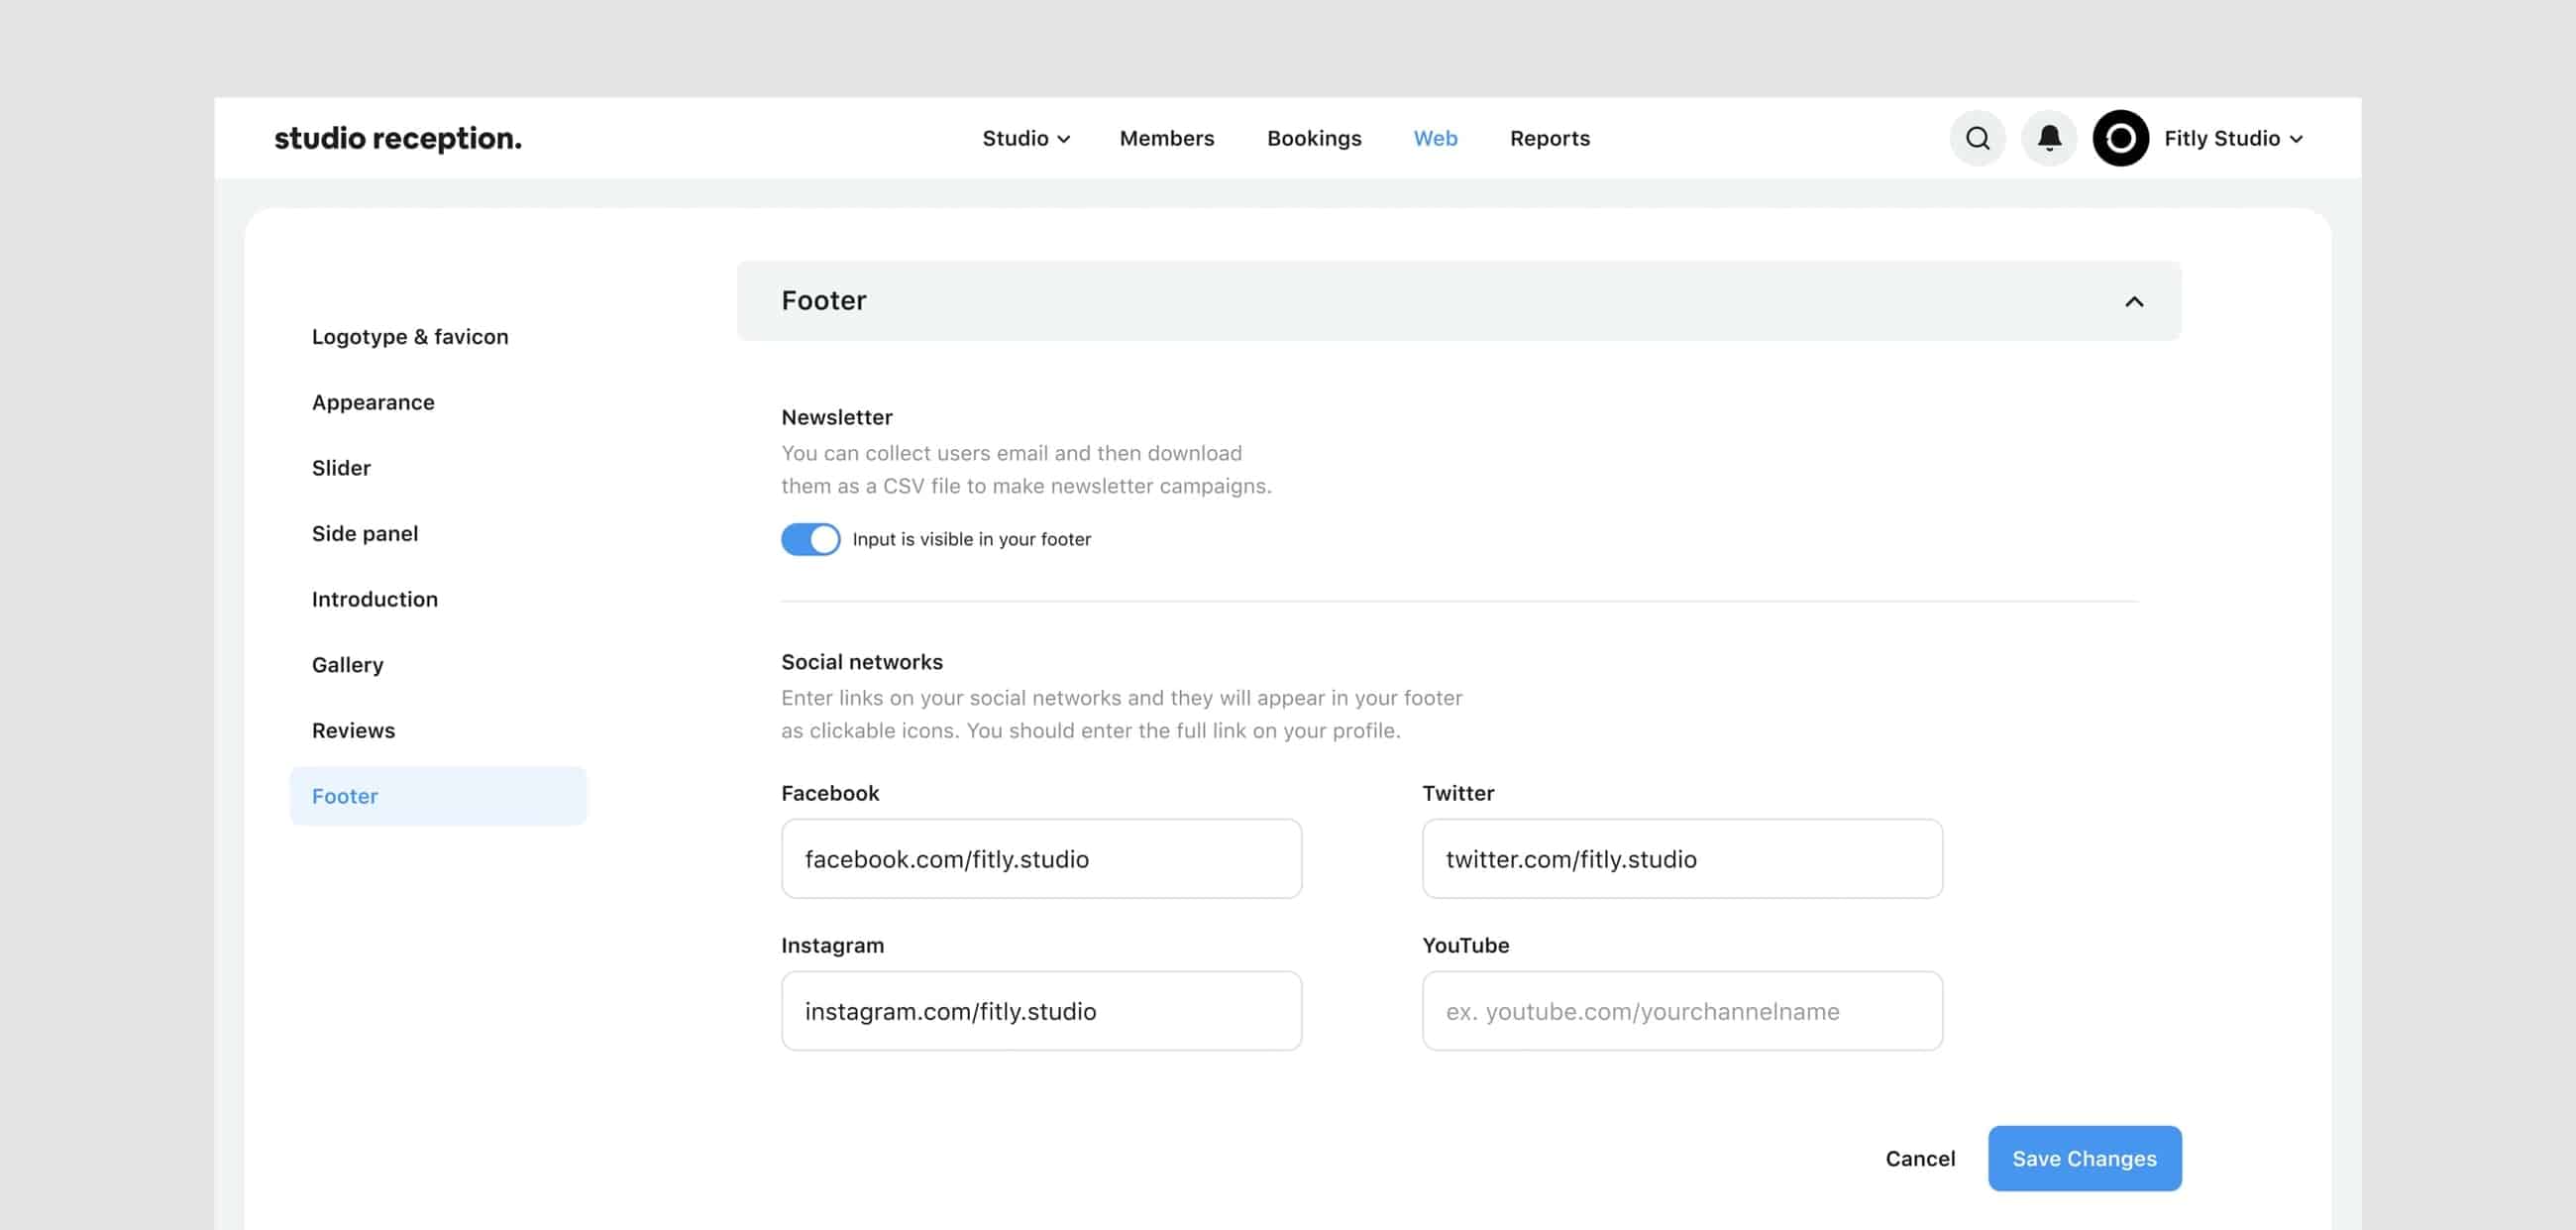 studio reception.
Studio
Members
Bookings
Web
Reports
Fitly Studio
Logotype & favicon
Appearance
Slider
Side panel
Introduction
Gallery
Reviews
Footer
Footer
Newsletter
You can collect users email and then download
them as a CSV file to make newsletter campaigns.
Input is visible in your footer
Social networks
Enter links on your social networks and they will appear in your footer
as clickable icons. You should enter the full link on your profile.
Facebook
facebook.com/fitly.studio
Twitter
twitter.com/fitly.studio
Instagram
instagram.com/fitly.studio
YouTube
ex. youtube.com/yourchannelname
Cancel
Save Changes